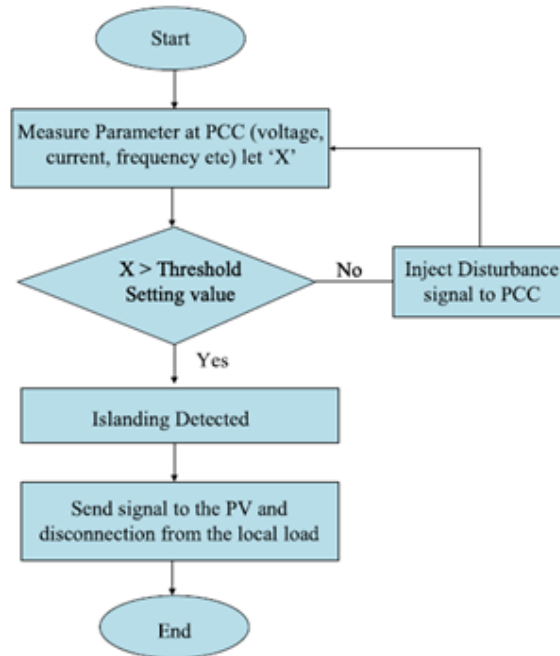 Start
Measure Parameter at PCC (voltage,
current, frequency etc) let ‘X’
X > Threshold
Setting value
No
Inject Disturbance
signal to PCC
Yes
Islanding Detected
Send signal to the PV and
disconnection from the local load
End